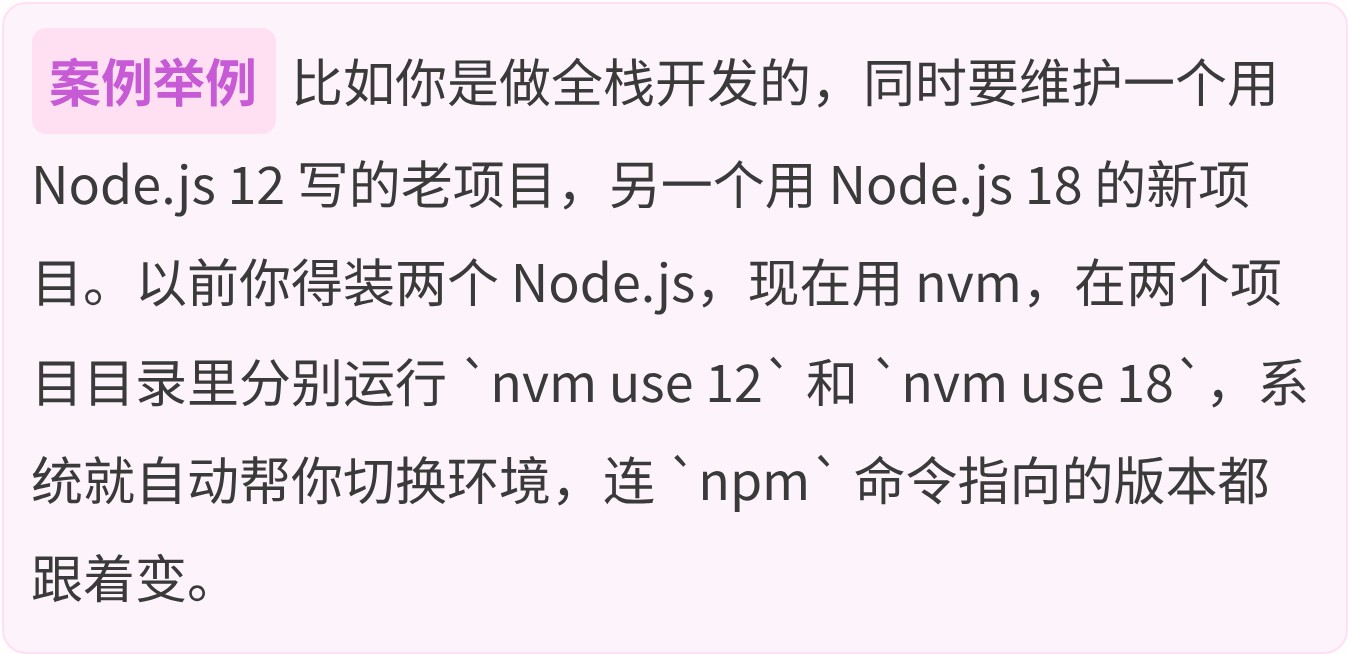 案例举例 比如你是做全栈开发的，同时要维护一个用
Node.js 12 写的老项目，另一个用 Node.js 18 的新项
目。以前你得装两个 Node.js，现在用 nvm，在两个项
目目录里分别运行 `nvm use 12` 和 `nvm use 18`，系
统就自动帮你切换环境，连 `npm` 命令指向的版本都
跟着变。